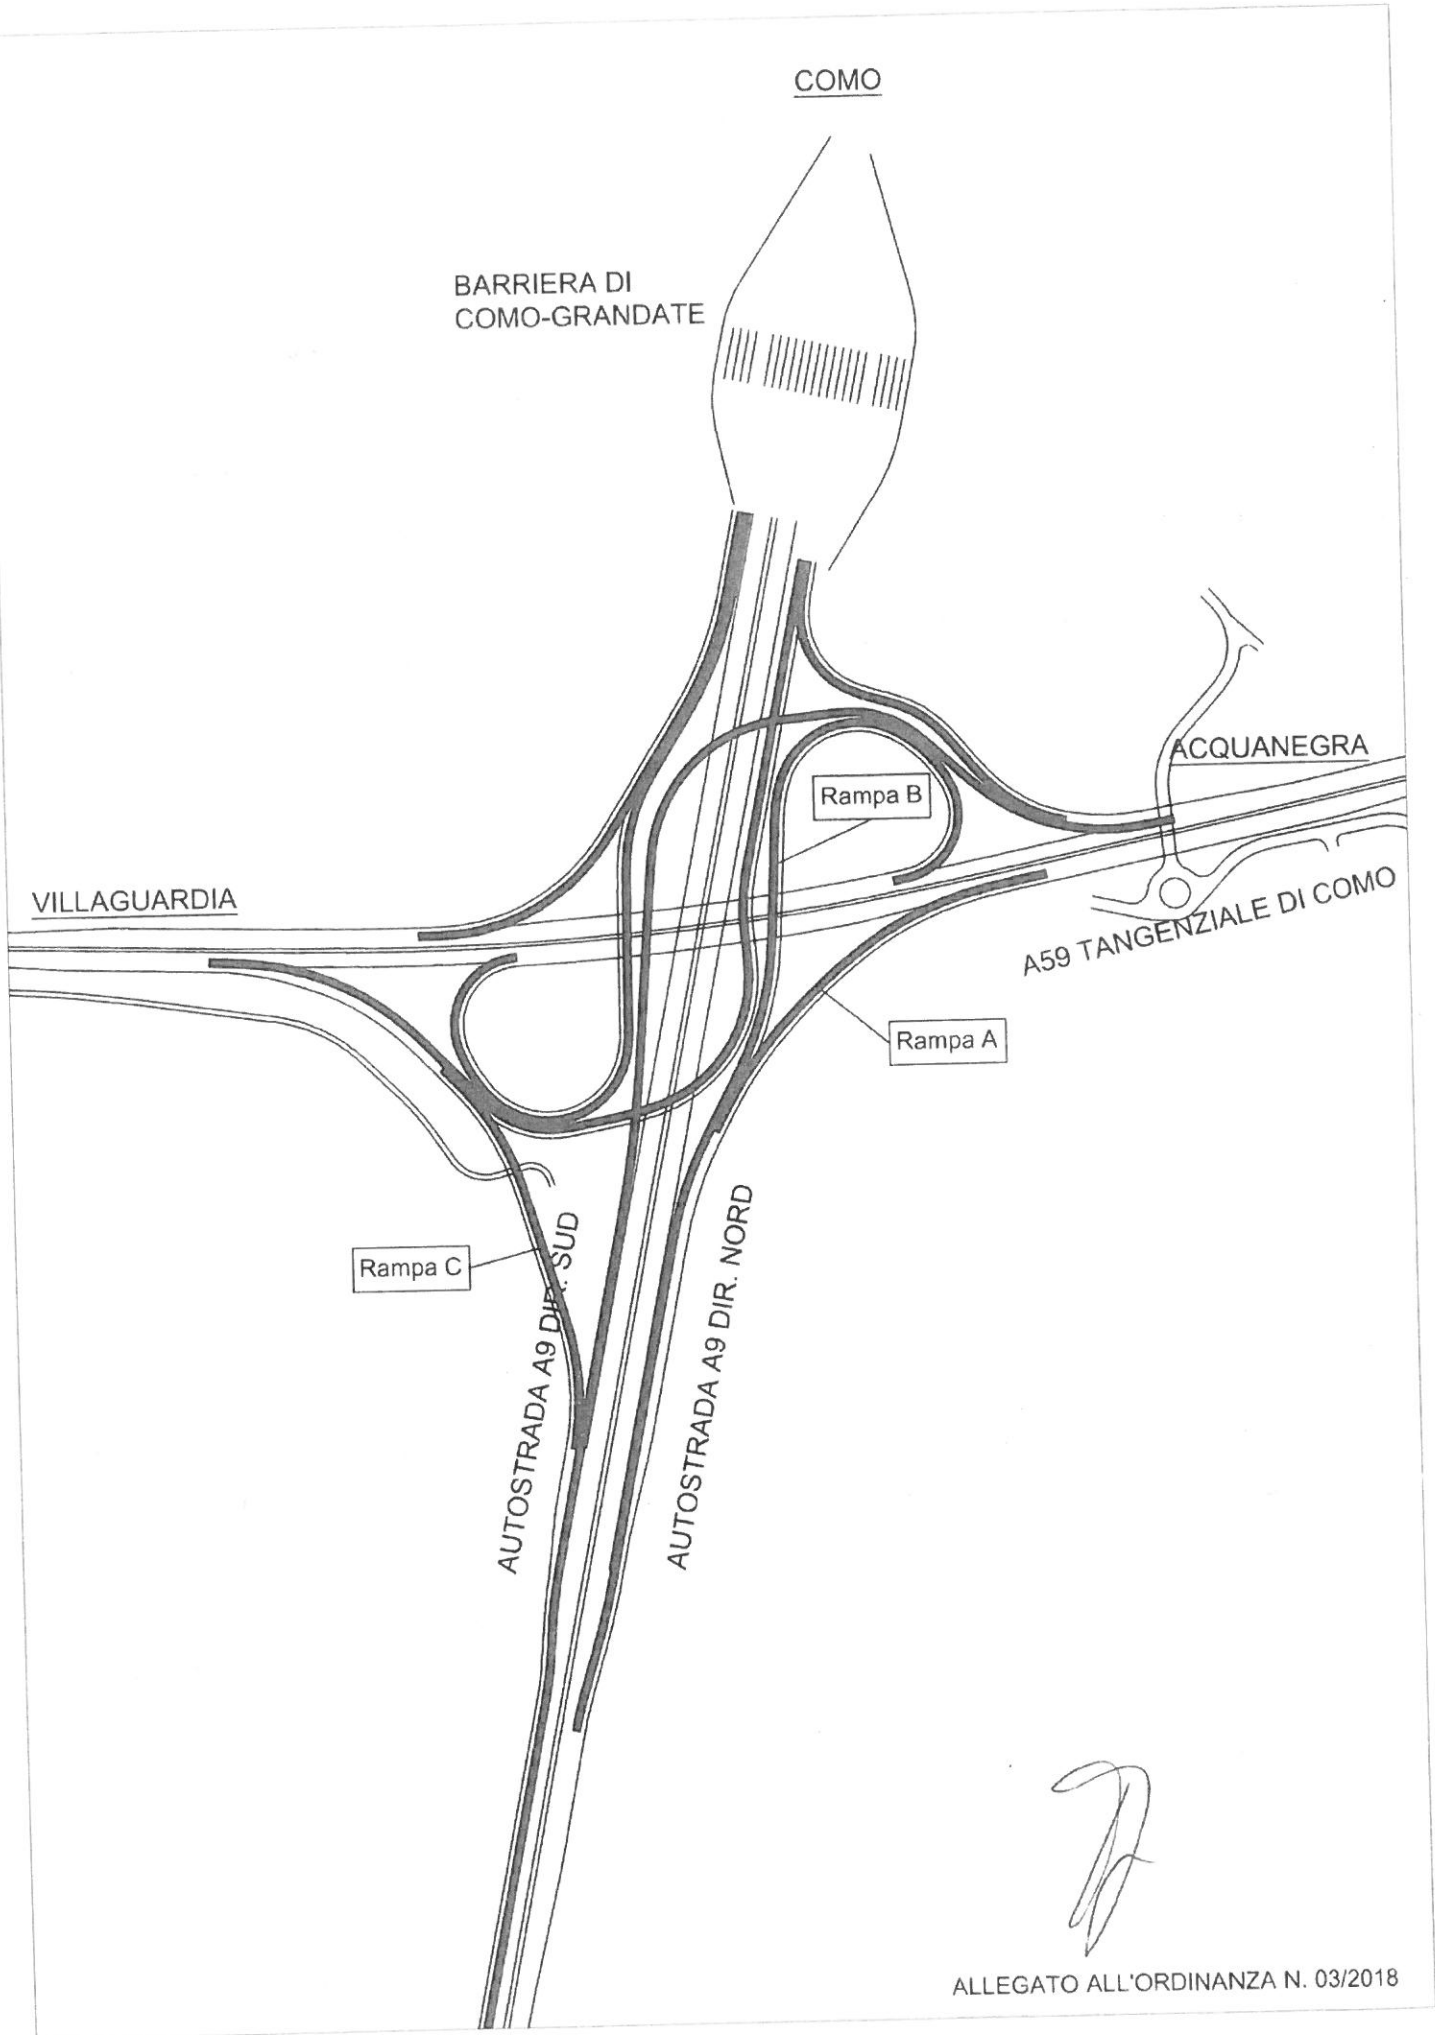 COMO
BARRIERA DI
COMO-GRANDATE
ACQUANEGRA
Rampa B
VILLAGUARDIA
A59 TANGENZIALE DI COMO
Rampa A
Rampa C
AUTOSTRADA A9 DIR. SUD
AUTOSTRADA A9 DIR. NORD
ALLEGATO ALL'ORDINANZA N. 03/2018